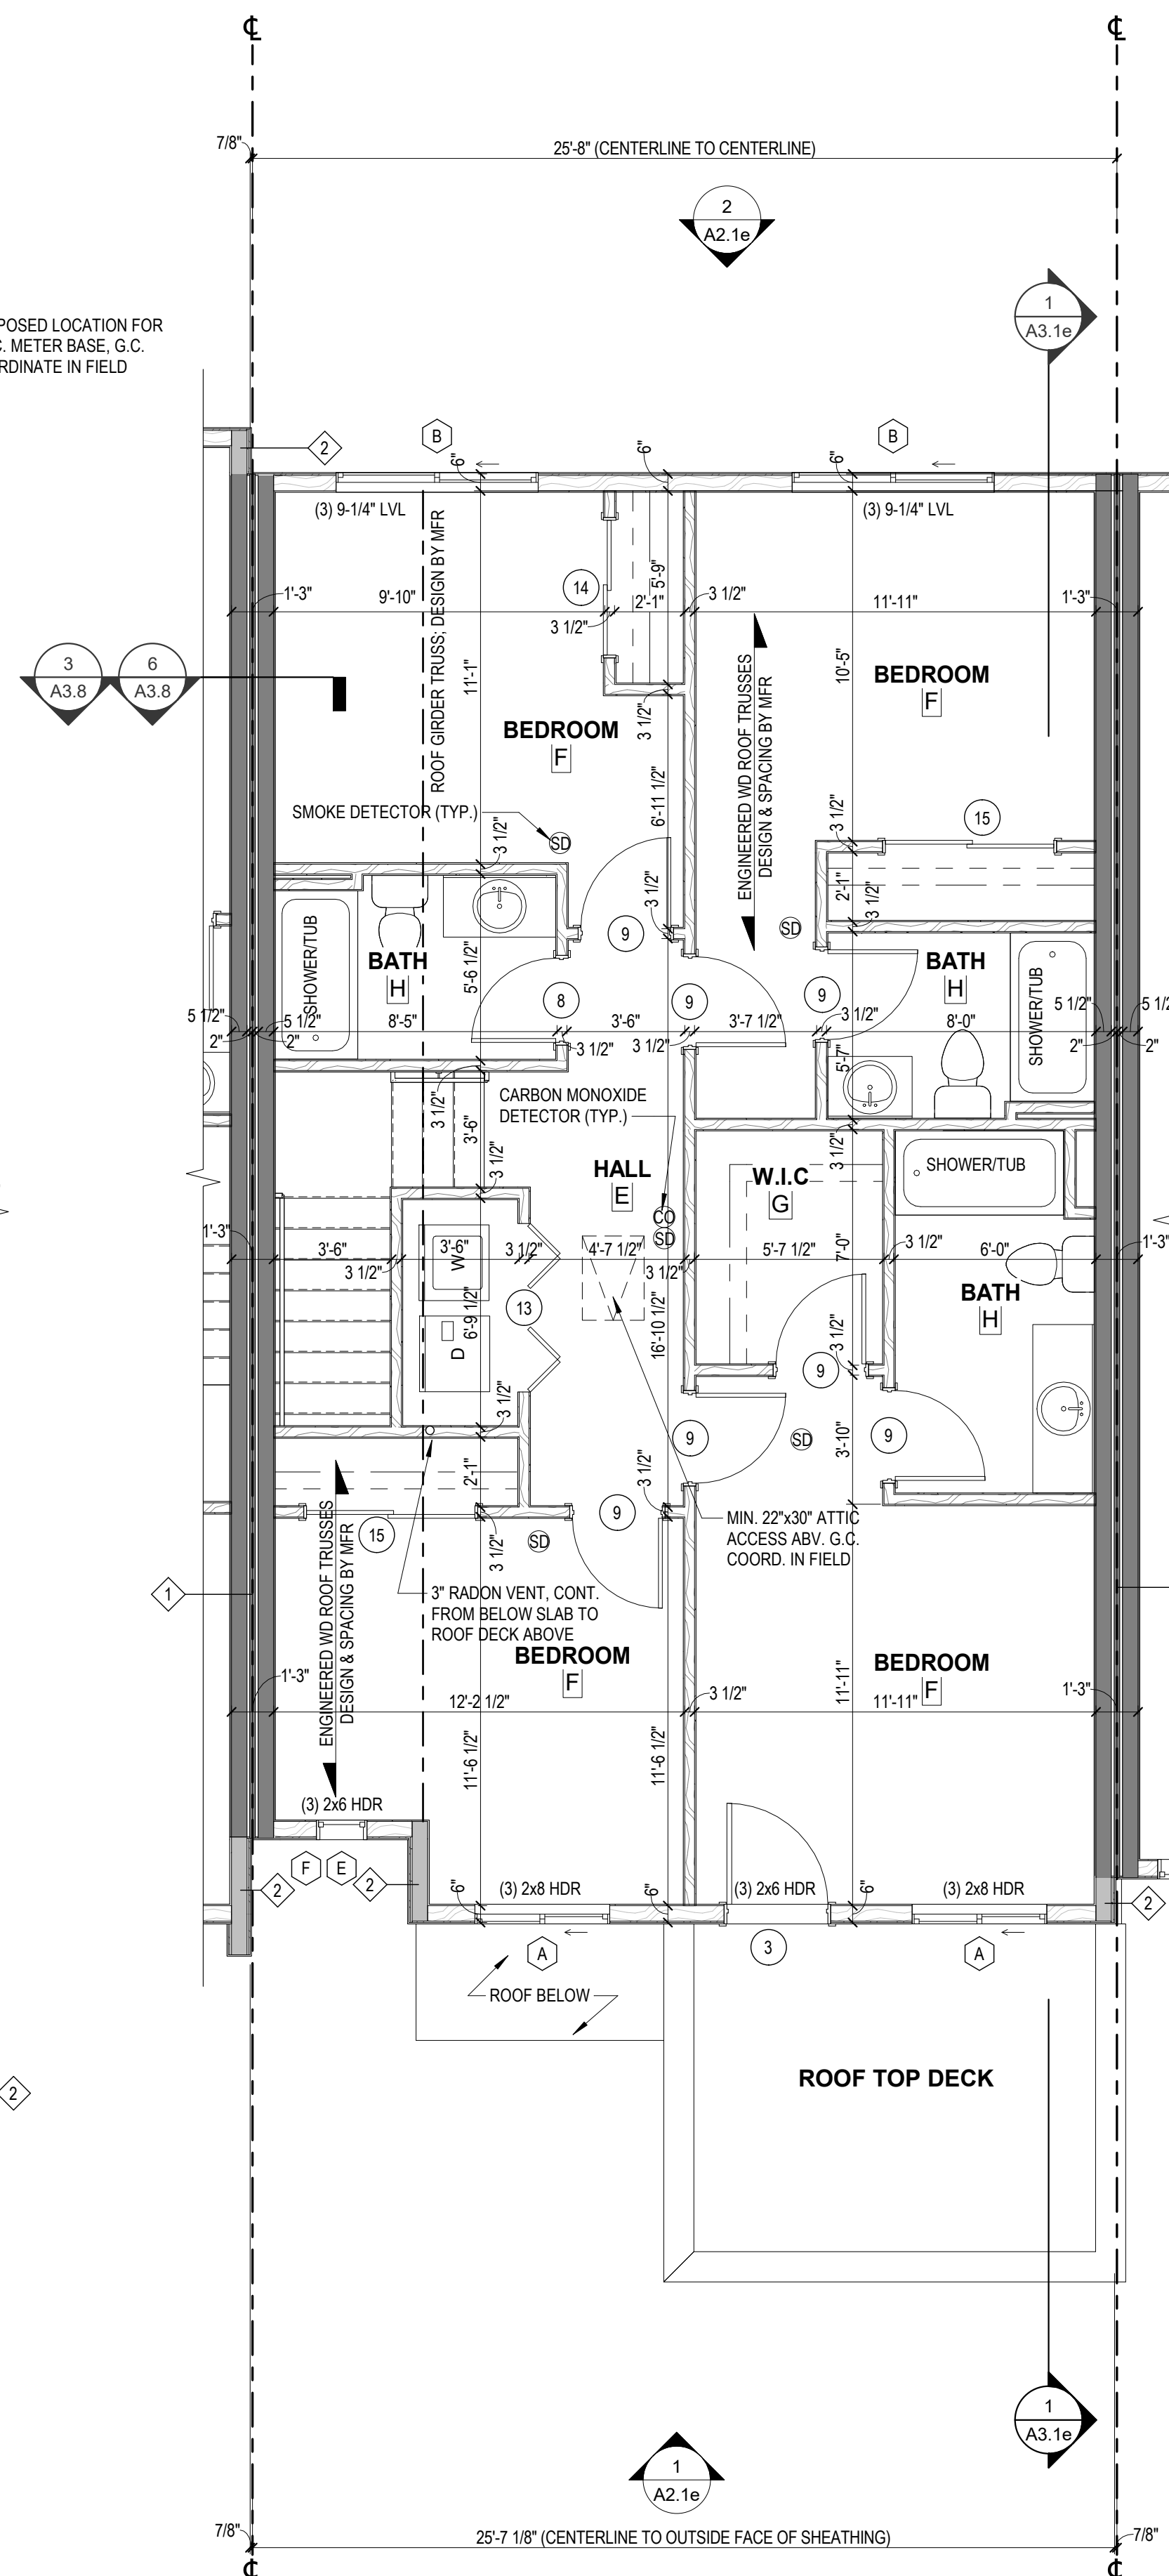 ℄
℄
7/8"
25'-8" (CENTERLINE TO CENTERLINE)
2
A2.1e
1
A3.1e
POSED LOCATION FOR
C. METER BASE, G.C.
RDINATE IN FIELD
2
B
B
6"
6"
6"
(3) 9-1/4" LVL
(3) 9-1/4" LVL
ROOF GIRDER TRUSS; DESIGN BY MFR
1'-3"
9'-10"
14
5'-9"
2'-1"
3 1/2"
3 1/2"
11'-11"
1'-3"
3
A3.8
6
A3.8
11'-1"
10'-5"
BEDROOM
F
BEDROOM
F
3 1/2"
6'-11 1/2"
ENGINEERED WD ROOF TRUSSES
DESIGN & SPACING BY MFR
SMOKE DETECTOR (TYP.)
SD
3 1/2"
3 1/2"
15
2'-1"
3 1/2"
3 1/2"
SD
9
SHOWER/TUB
BATH
H
5'-6 1/2"
8
9
9
BATH
H
SHOWER/TUB
5 1/2"
2"
5 1/2"
2"
8'-5"
3 1/2"
3'-6"
3 1/2"
3'-7 1/2"
3 1/2"
8'-0"
5'-7"
5 1/2"
2"
5 1/2"
2"
3 1/2"
3'-6"
3 1/2"
CARBON MONOXIDE
DETECTOR (TYP.)
HALL
E
W.I.C
G
3 1/2"
SHOWER/TUB
CO
SD
1'-3"
3'-6"
3 1/2"
3'-6"
W
3 1/2"
4'-7 1/2"
3 1/2"
5'-7 1/2"
7'-0"
3 1/2"
6'-0"
1'-3"
BATH
H
13
6'-9 1/2"
D
16'-10 1/2"
3 1/2"
9
3 1/2"
2'-1"
9
SD
3'-10"
9
3 1/2"
9
15
3 1/2"
SD
MIN. 22"x30" ATTIC
ACCESS ABV. G.C.
COORD. IN FIELD
1
ENGINEERED WD ROOF TRUSSES
DESIGN & SPACING BY MFR
3" RADON VENT, CONT.
FROM BELOW SLAB TO
ROOF DECK ABOVE
BEDROOM
F
BEDROOM
F
1'-3"
12'-2 1/2"
3 1/2"
11'-11"
11'-11"
1'-3"
11'-6 1/2"
11'-6 1/2"
(3) 2x6 HDR
F
E
2
2
6"
(3) 2x8 HDR
6"
(3) 2x6 HDR
6"
(3) 2x8 HDR
2
A
3
A
ROOF BELOW
ROOF TOP DECK
2
1
A3.1e
1
A2.1e
7/8"
25'-7 1/8" (CENTERLINE TO OUTSIDE FACE OF SHEATHING)
7/8"
℄
℄